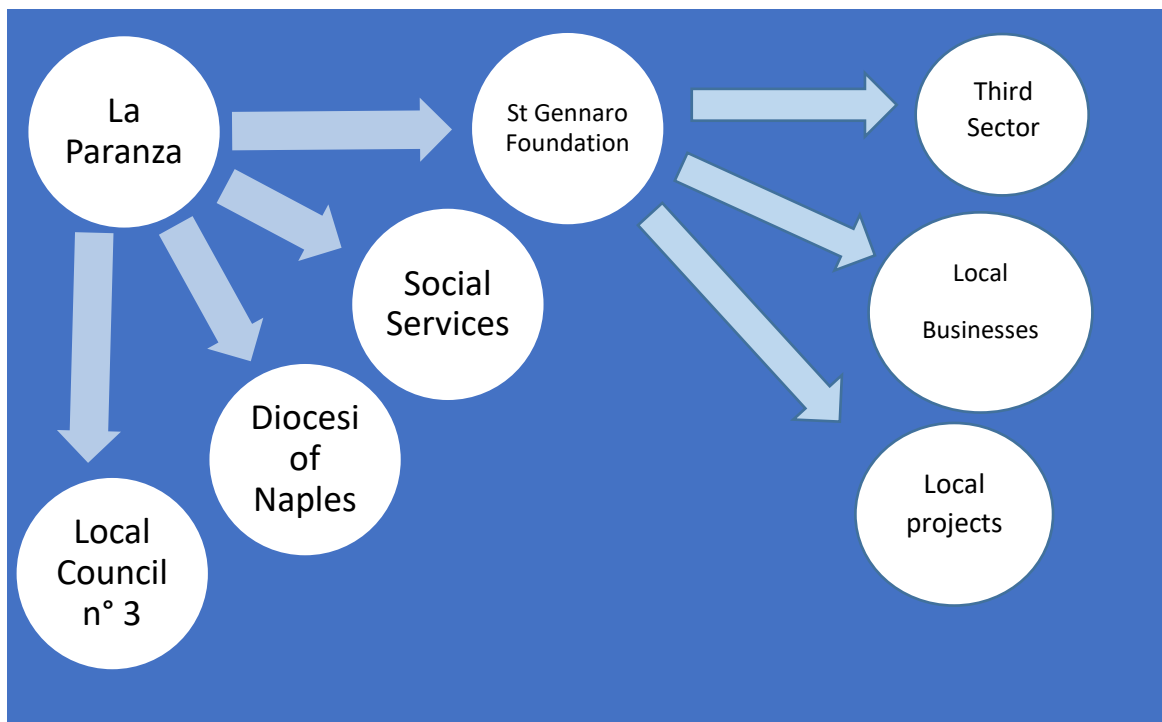 La
Paranza
St Gennaro
Foundation
Third
Sector
Social
Services
Local
Businesses
Diocesi
of
Naples
Local
projects
Local
Council
n° 3